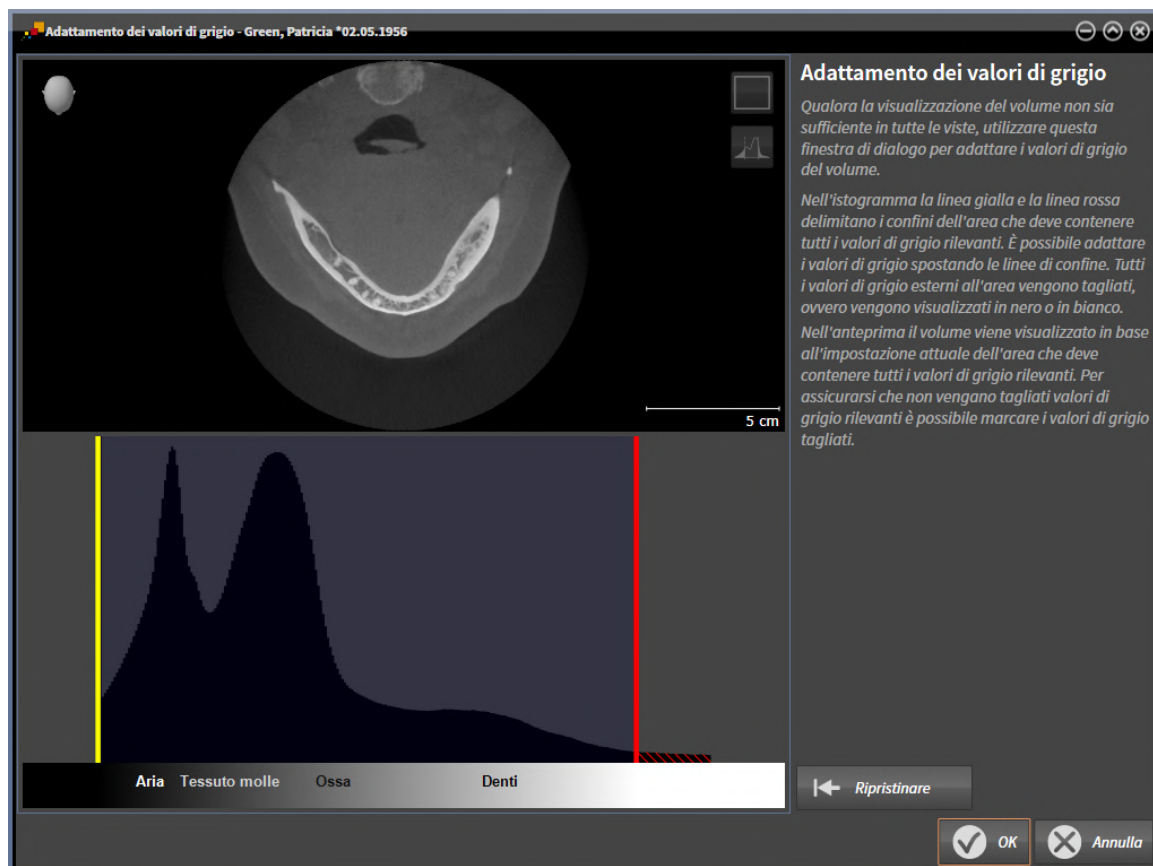 Adattamento dei valori di grigio - Green, Patricia *02.05.1956
Adattamento dei valori di grigio
Qualora la visualizzazione del volume non sia
sufficiente in tutte le viste, utilizzare questa
finestra di dialogo per adattare i valori di grigio
del volume.
Nell'istogramma la linea gialla e la linea rossa
delimitano i confini dell'area che deve contenere
tutti i valori di grigio rilevanti. È possibile adattare
i valori di grigio spostando le linee di confine. Tutti
i valori di grigio esterni all'area vengono tagliati,
ovvero vengono visualizzati in nero o in bianco.
Nell'anteprima il volume viene visualizzato in base
all'impostazione attuale dell'area che deve
contenere tutti i valori di grigio rilevanti. Per
assicurarsi che non vengano tagliati valori di
grigio rilevanti è possibile marcare i valori di grigio
tagliati.
5 cm
Aria Tessuto molle Ossa Denti
Ripristinare
OK Annulla